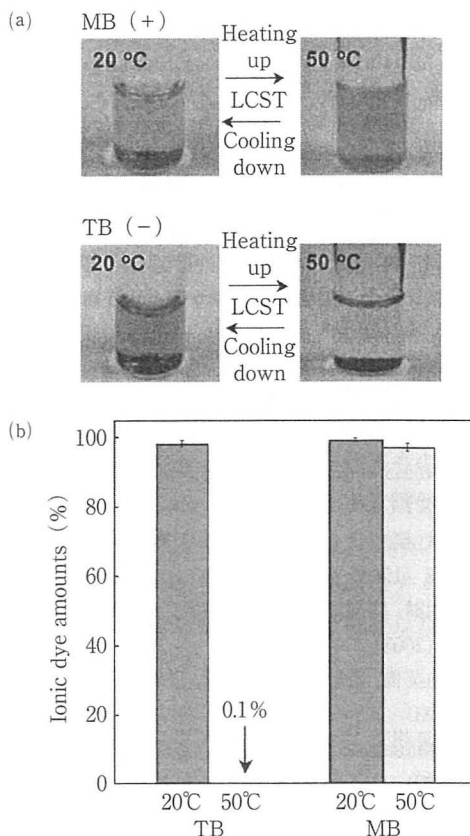 (a)
MB (+)
20 °C
Heating
up
LCST
Cooling
down
50 °C
TB (−)
20 °C
Heating
up
LCST
Cooling
down
50 °C
(b)
Ionic dye amounts (%)
100
80
60
40
20
0
0.1%
20℃ 50℃ 20℃ 50℃
TB MB